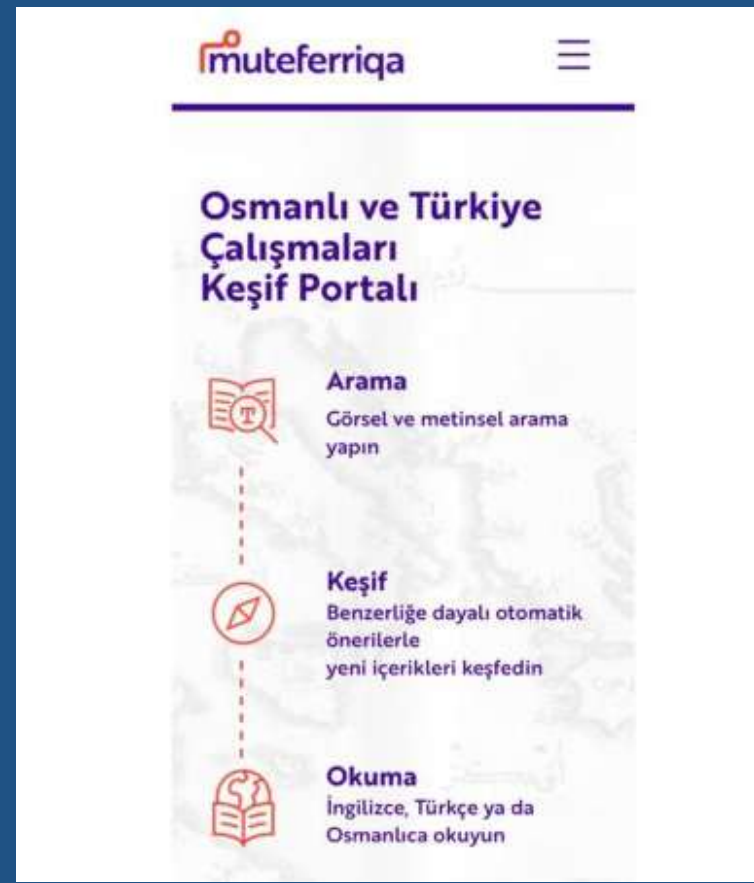 muteferriqa
Osmanlı ve Türkiye
Çalışmaları
Keşif Portalı
T
Arama
Görsel ve metinsel arama
yapın
Keşif
Benzerliğe dayalı otomatik
önerilerle
yeni içerikleri keşfedin
Okuma
İngilizce, Türkçe ya da
Osmanlıca okuyun